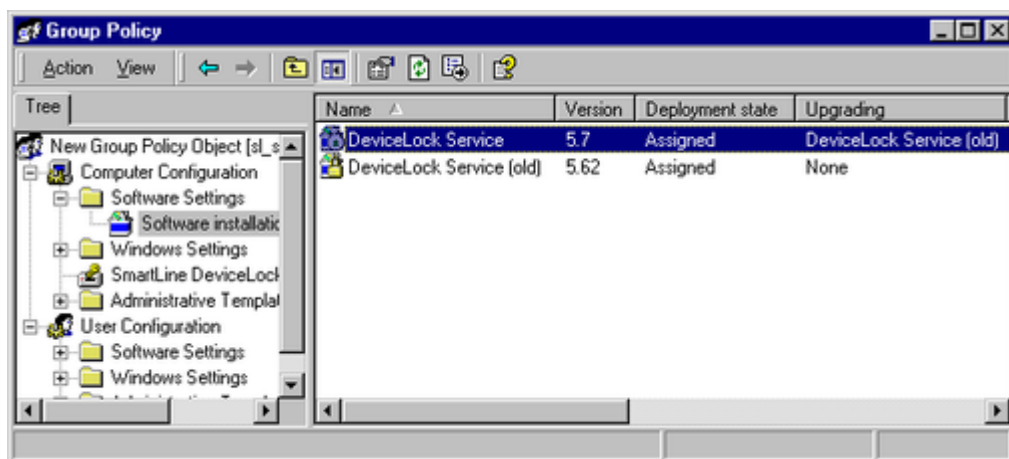 Group Policy
Action View
Tree
Name Version Deployment state Upgrading
New Group Policy Object [sl_s
Computer Configuration
Software Settings
Software installatic
Windows Settings
SmartLine DeviceLock
Administrative Templat
User Configuration
Software Settings
Windows Settings
DeviceLock Service 5.7 Assigned DeviceLock Service (old)
DeviceLock Service (old) 5.62 Assigned None